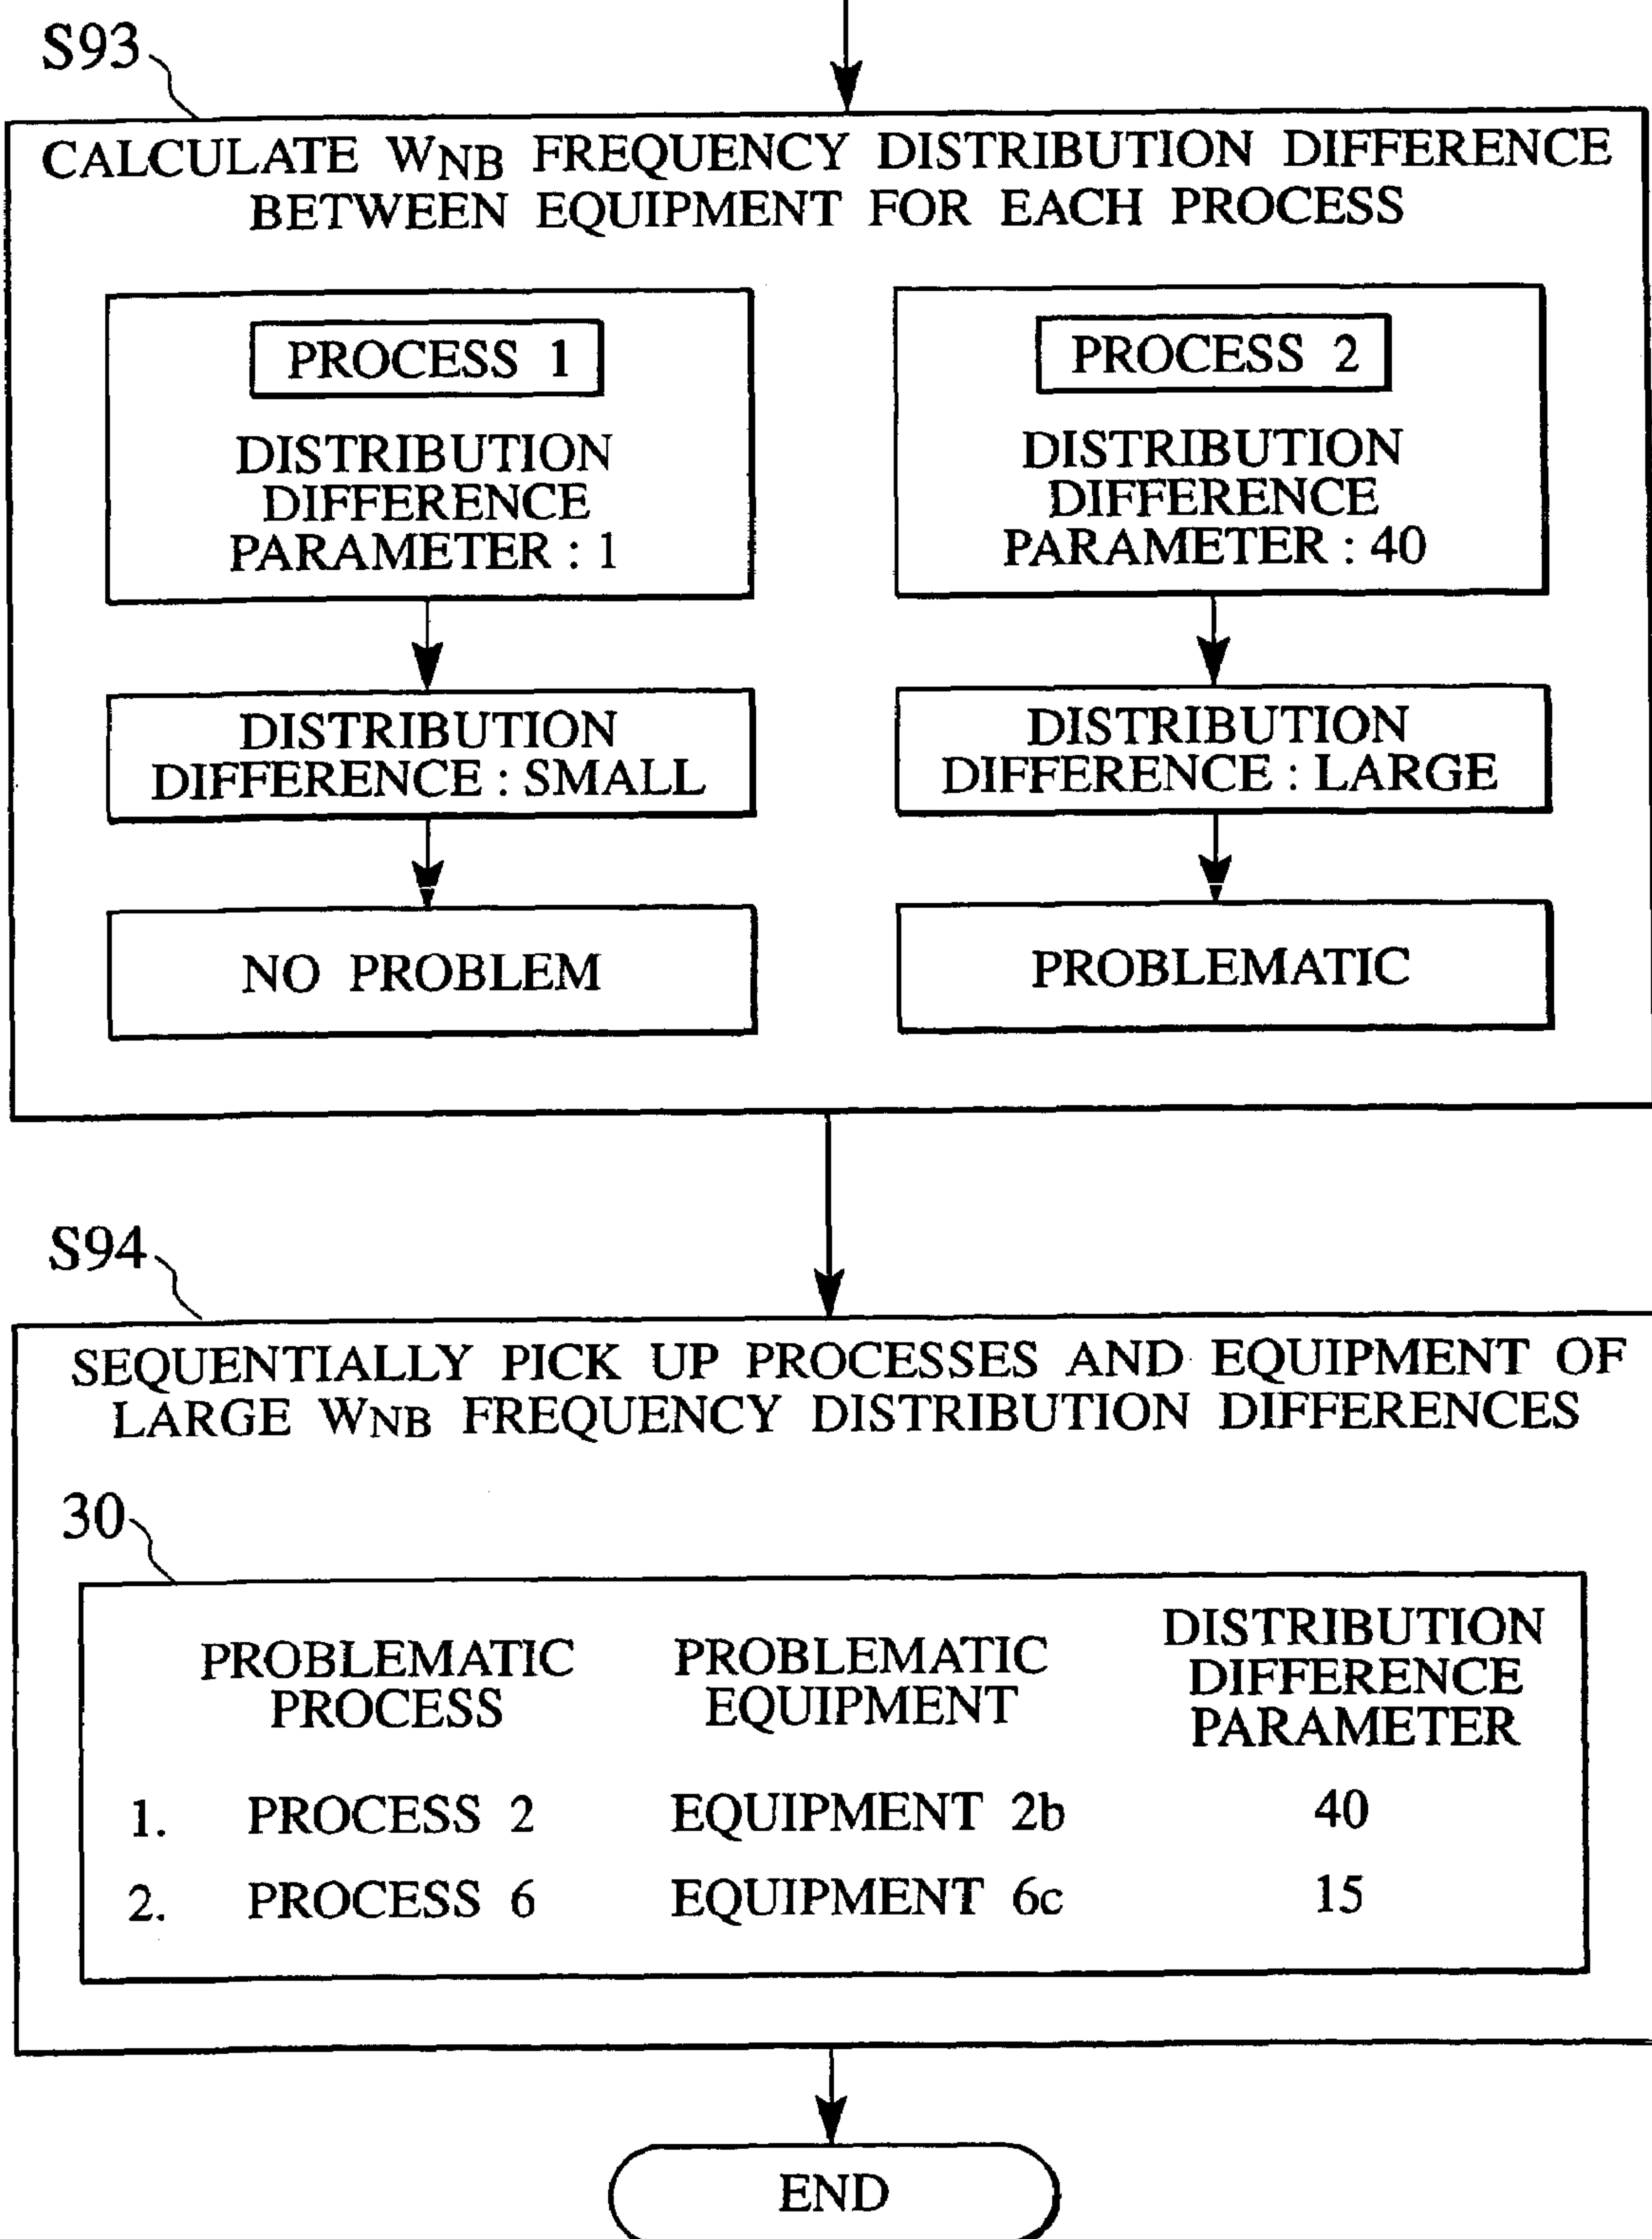 S93
CALCULATE WNB FREQUENCY DISTRIBUTION DIFFERENCE
BETWEEN EQUIPMENT FOR EACH PROCESS
PROCESS 1
DISTRIBUTION
DIFFERENCE
PARAMETER : 1
DISTRIBUTION
DIFFERENCE : SMALL
NO PROBLEM
PROCESS 2
DISTRIBUTION
DIFFERENCE
PARAMETER : 40
DISTRIBUTION
DIFFERENCE : LARGE
PROBLEMATIC
S94
SEQUENTIALLY PICK UP PROCESSES AND EQUIPMENT OF
LARGE WNB FREQUENCY DISTRIBUTION DIFFERENCES
30
PROBLEMATIC
PROCESS
PROBLEMATIC
EQUIPMENT
DISTRIBUTION
DIFFERENCE
PARAMETER
1. PROCESS 2 EQUIPMENT 2b 40
2. PROCESS 6 EQUIPMENT 6c 15
END